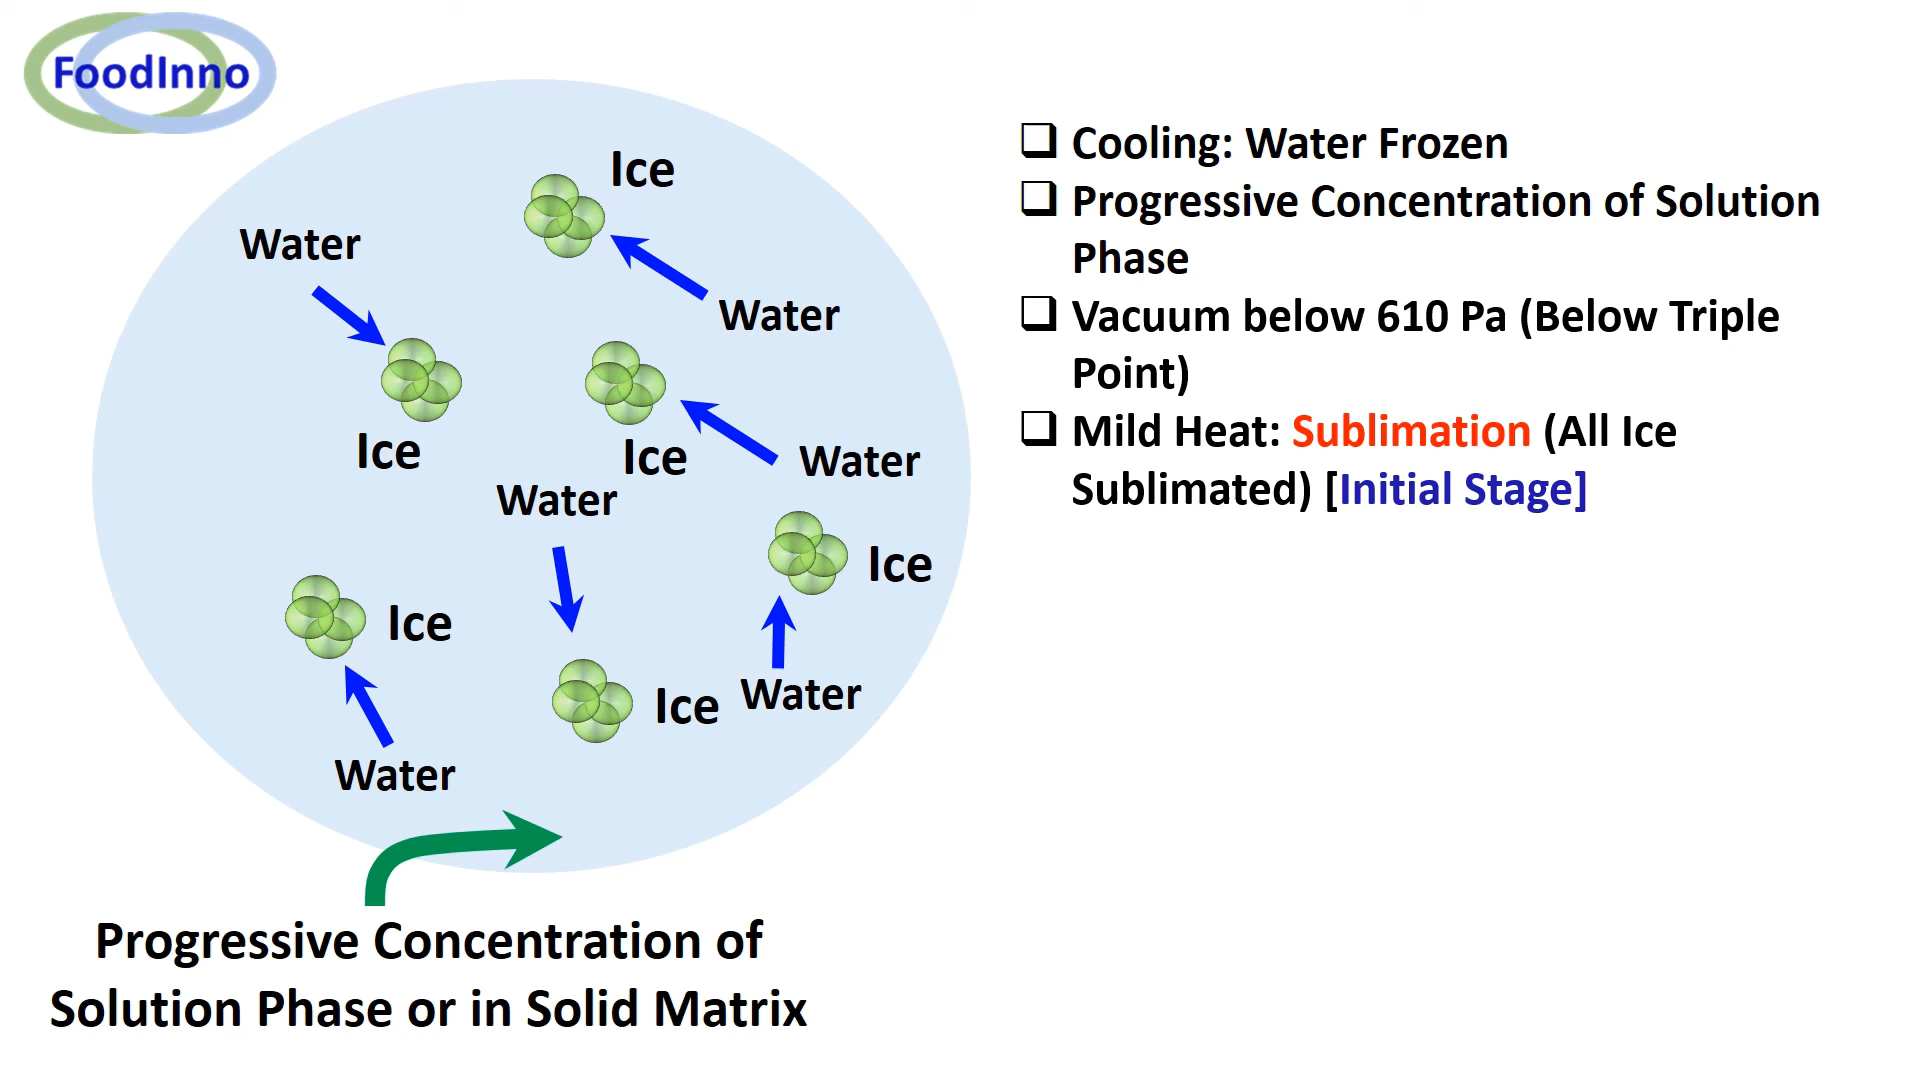 FoodInno
Ice
Water
Water
Ice
Ice
Water
Water
Ice
Ice
Ice
Water
Water
Progressive Concentration of
Solution Phase or in Solid Matrix
Cooling: Water Frozen
Progressive Concentration of Solution
Phase
Vacuum below 610 Pa (Below Triple
Point)
Mild Heat: Sublimation (All Ice
Sublimated) [Initial Stage]